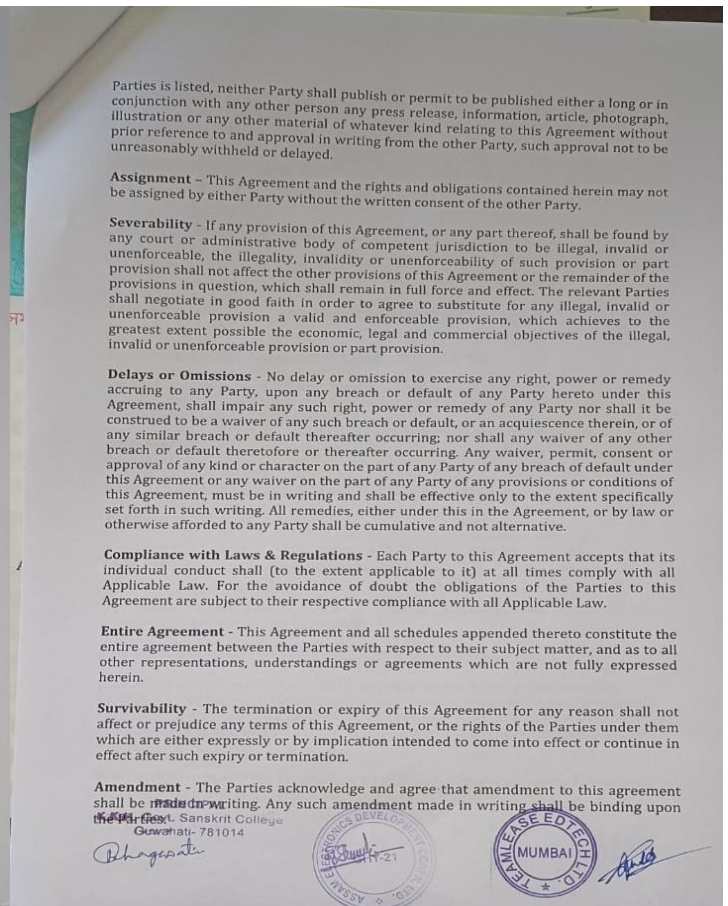 Parties is listed, neither Party shall publish or permit to be published either a long or in
conjunction with any other person any press release, information, article, photograph,
illustration or any other material of whatever kind relating to this Agreement without
prior reference to and approval in writing from the other Party, such approval not to be
unreasonably withheld or delayed.
Assignment – This Agreement and the rights and obligations contained herein may not
be assigned by either Party without the written consent of the other Party.
Severability - If any provision of this Agreement, or any part thereof, shall be found by
any court or administrative body of competent jurisdiction to be illegal, invalid or
unenforceable, the illegality, invalidity or unenforceability of such provision or part
provision shall not affect the other provisions of this Agreement or the remainder of the
provisions in question, which shall remain in full force and effect. The relevant Parties
shall negotiate in good faith in order to agree to substitute for any illegal, invalid or
unenforceable provision a valid and enforceable provision, which achieves to the
greatest extent possible the economic, legal and commercial objectives of the illegal,
invalid or unenforceable provision or part provision.
Delays or Omissions - No delay or omission to exercise any right, power or remedy
accruing to any Party, upon any breach or default of any Party hereto under this
Agreement, shall impair any such right, power or remedy of any Party nor shall it be
construed to be a waiver of any such breach or default, or an acquiescence therein, or of
any similar breach or default thereafter occurring; nor shall any waiver of any other
breach or default theretofore or thereafter occurring. Any waiver, permit, consent or
approval of any kind or character on the part of any Party of any breach of default under
this Agreement or any waiver on the part of any Party of any provisions or conditions of
this Agreement, must be in writing and shall be effective only to the extent specifically
set forth in such writing. All remedies, either under this in the Agreement, or by law or
otherwise afforded to any Party shall be cumulative and not alternative.
Compliance with Laws & Regulations - Each Party to this Agreement accepts that its
individual conduct shall (to the extent applicable to it) at all times comply with all
Applicable Law. For the avoidance of doubt the obligations of the Parties to this
Agreement are subject to their respective compliance with all Applicable Law.
Entire Agreement - This Agreement and all schedules appended thereto constitute the
entire agreement between the Parties with respect to their subject matter, and as to all
other representations, understandings or agreements which are not fully expressed
herein.
Survivability - The termination or expiry of this Agreement for any reason shall not
affect or prejudice any terms of this Agreement, or the rights of the Parties under them
which are either expressly or by implication intended to come into effect or continue in
effect after such expiry or termination.
Amendment - The Parties acknowledge and agree that amendment to this agreement
shall be made in writing. Any such amendment made in writing shall be binding upon
the Parties.
Sanskrit College
Guwahati- 781014
ASSAM ELECTRONICS DEVELOPMENT CORPN. LTD.
TEAMLEASE EDTECH LTD.
MUMBAI